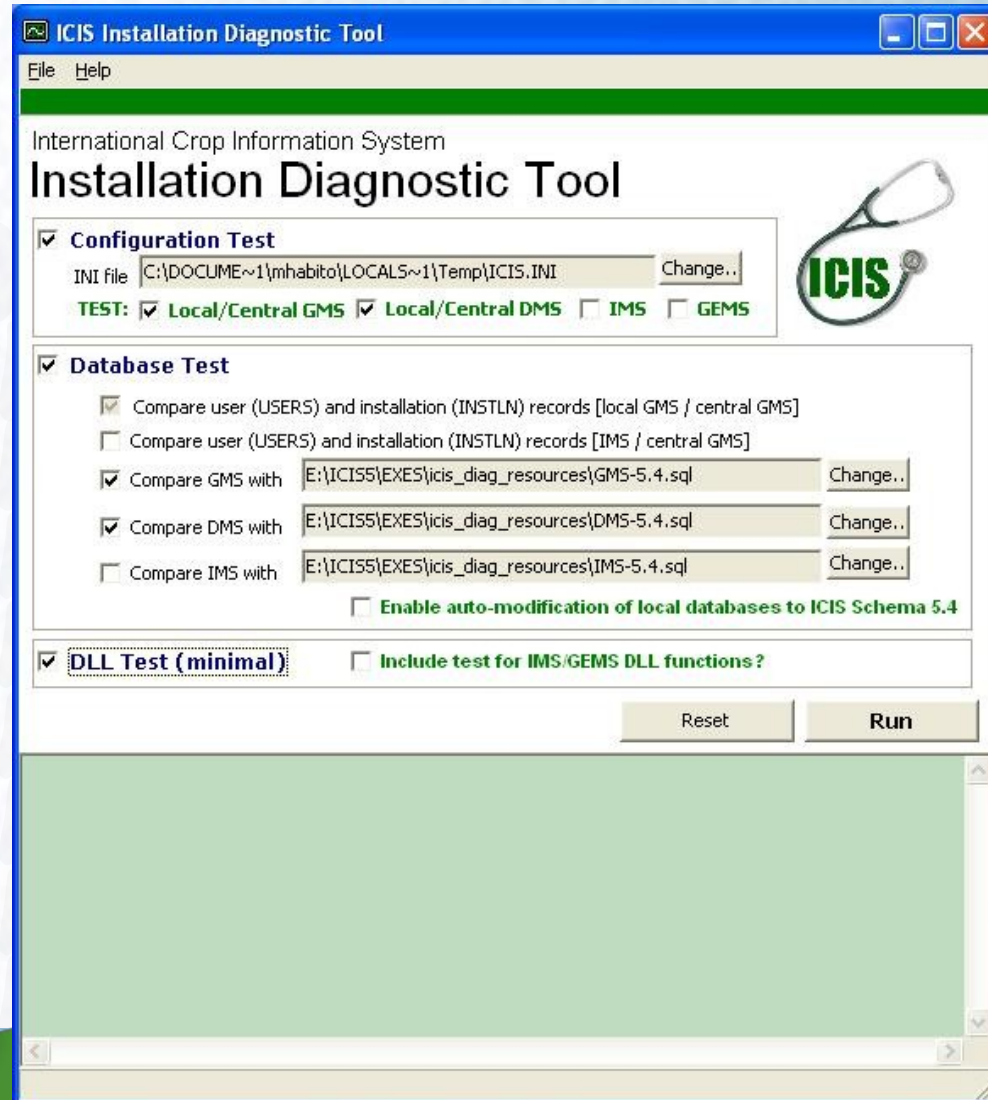 ICIS Installation Diagnostic Tool
File Help
International Crop Information System
Installation Diagnostic Tool
ICIS
Configuration Test
INI file C:\DOCUME~1\mhabito\LOCALS~1\Temp\ICIS.INI Change..
TEST: Local/Central GMS Local/Central DMS IMS GEMS
Database Test
Compare user (USERS) and installation (INSTLN) records [local GMS / central GMS]
Compare user (USERS) and installation (INSTLN) records [IMS / central GMS]
Compare GMS with E:\ICIS5\EXES\icis_diag_resources\GMS-5.4.sql Change..
Compare DMS with E:\ICIS5\EXES\icis_diag_resources\DMS-5.4.sql Change..
Compare IMS with E:\ICIS5\EXES\icis_diag_resources\IMS-5.4.sql Change..
Enable auto-modification of local databases to ICIS Schema 5.4
DLL Test (minimal) Include test for IMS/GEMS DLL functions?
Reset Run